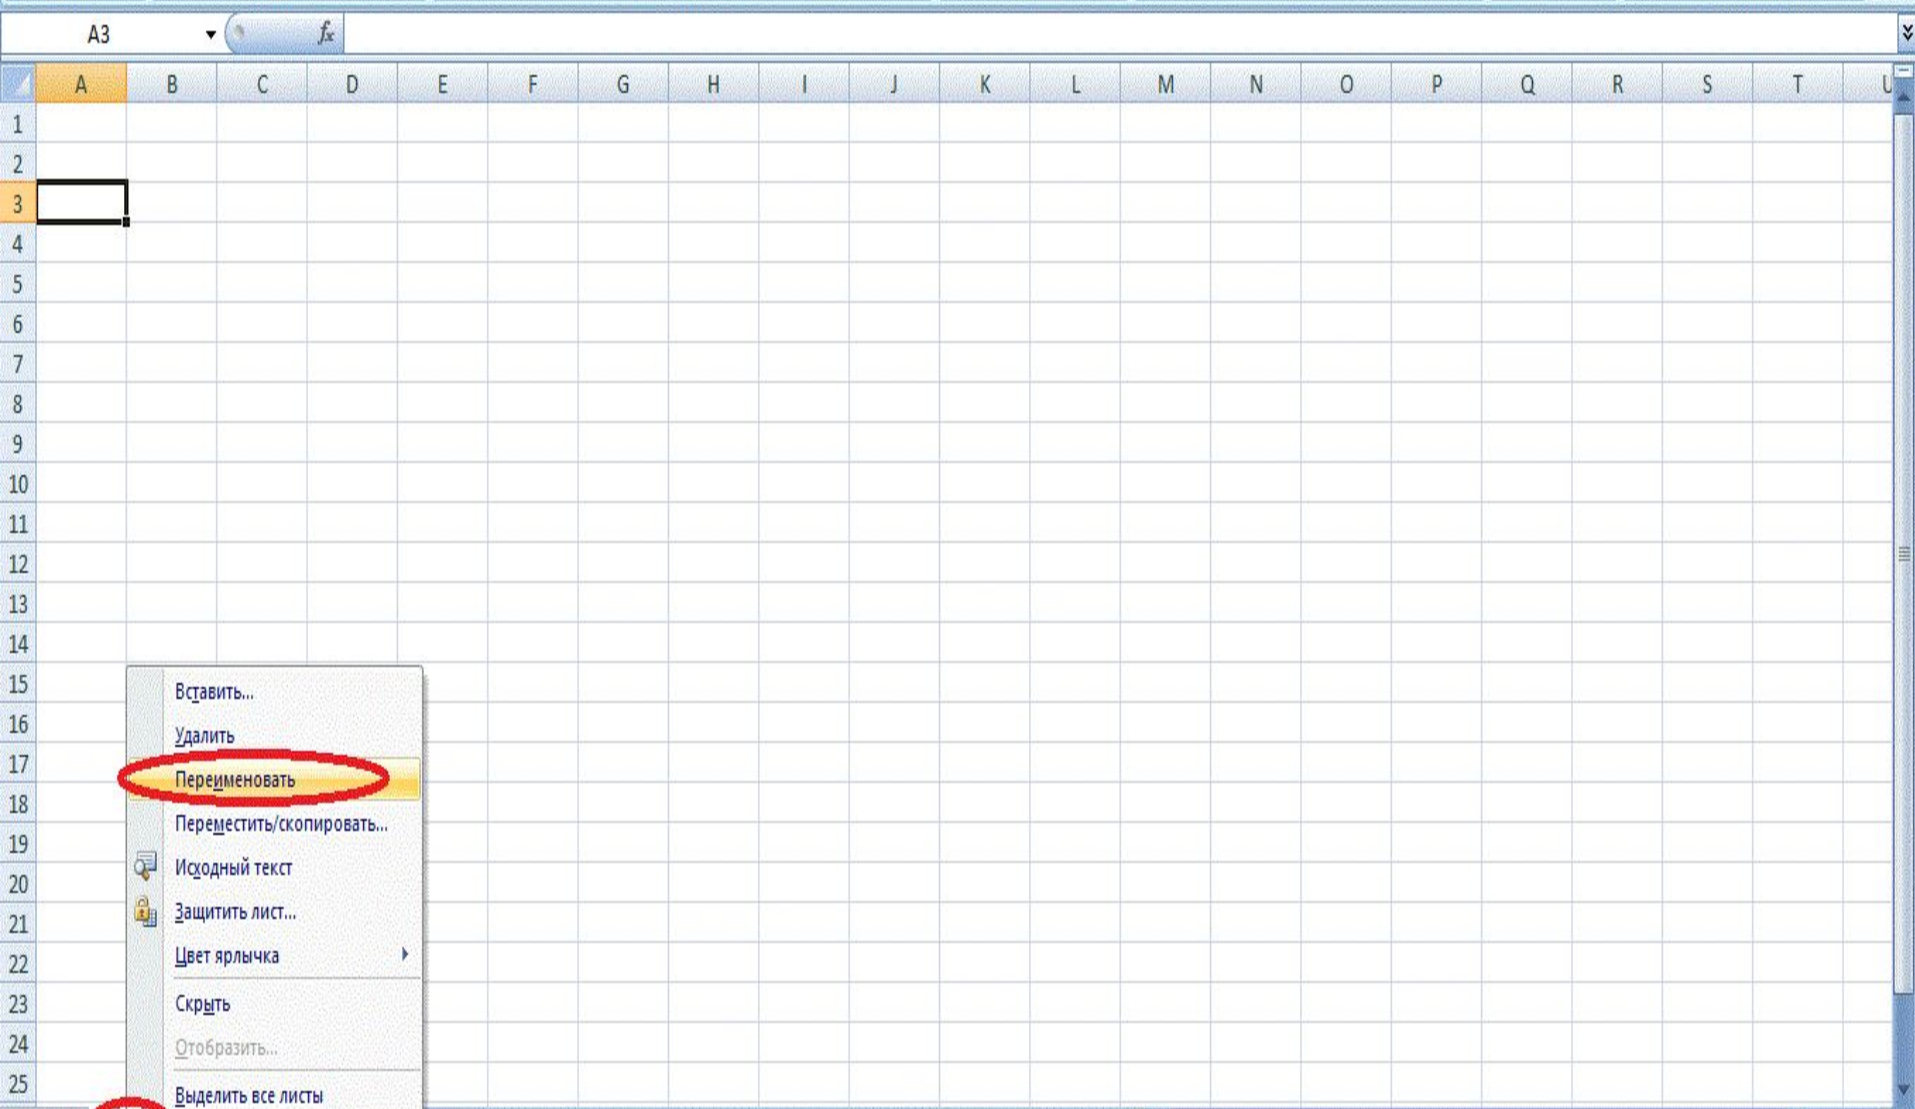 A3 fx
A B C D E F G H I J K L M N O P Q R S T U
1
2
3
4
5
6
7
8
9
10
11
12
13
14
15
Вставить...
16
Удалить
17
Переименовать
18
Переместить/скопировать...
19
Исходный текст
20
21
Защитить лист...
22
Цвет ярлычка
23
Скрыть
24
Отобразить...
25
Выделить все листы